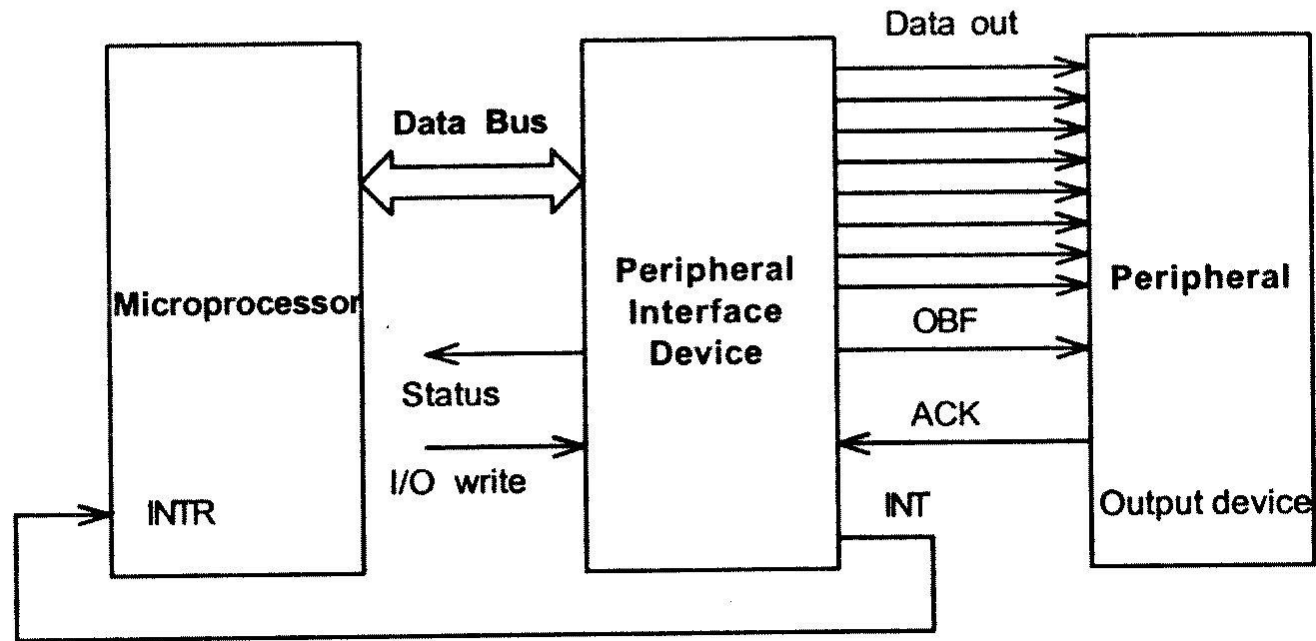 Data out
Data Bus
Microprocessor
Peripheral
Interface
Device
Peripheral
OBF
Status
ACK
I/O write
INTR
INT
Output device